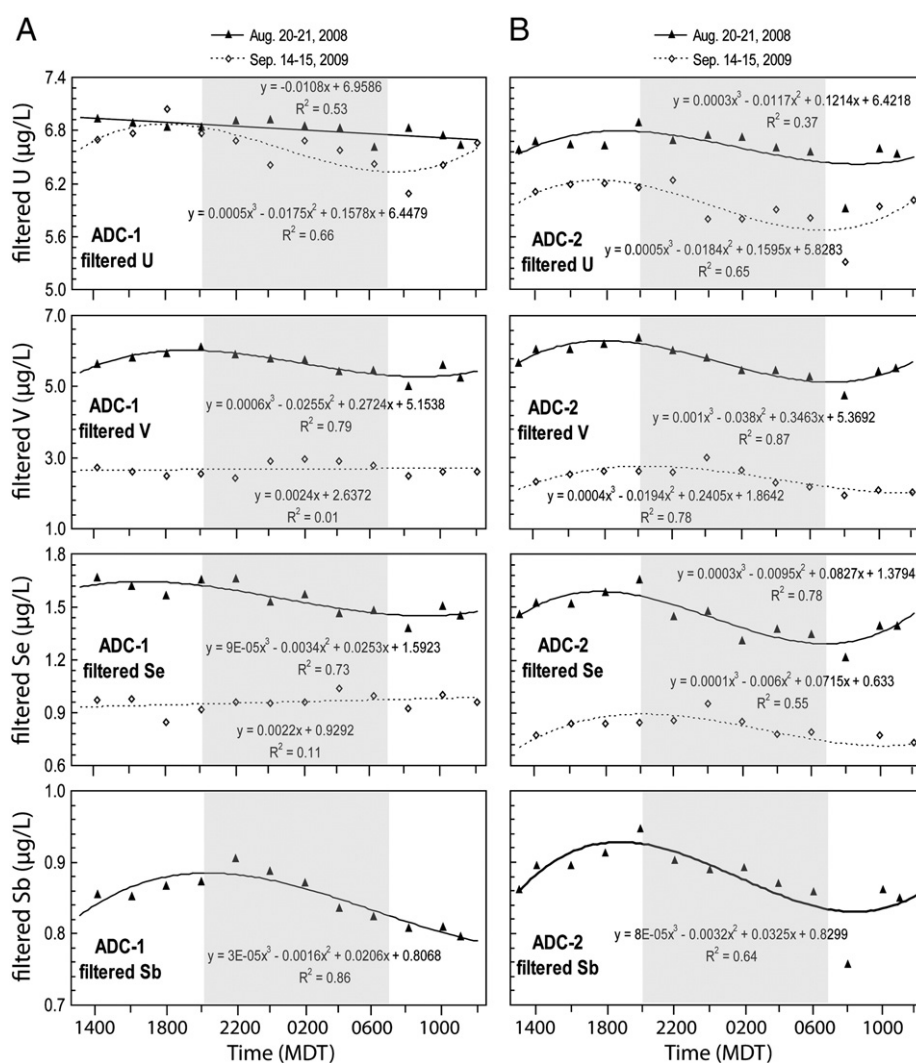 A
▲ Aug. 20-21, 2008
◇ Sep. 14-15, 2009
B
▲ Aug. 20-21, 2008
◇ Sep. 14-15, 2009
filtered U (µg/L)
7.4
6.8
6.2
5.6
5.0
y = -0.0108x + 6.9586
R² = 0.53
y = 0.0005x³ - 0.0175x² + 0.1578x + 6.4479
R² = 0.66
ADC-1
filtered U
y = 0.0003x³ - 0.0117x² + 0.1214x + 6.4218
R² = 0.37
y = 0.0005x³ - 0.0184x² + 0.1595x + 5.8283
R² = 0.65
ADC-2
filtered U
filtered V (µg/L)
7.0
5.0
3.0
1.0
ADC-1
filtered V
y = 0.0006x³ - 0.0255x² + 0.2724x + 5.1538
R² = 0.79
y = 0.0024x + 2.6372
R² = 0.01
ADC-2
filtered V
y = 0.001x³ - 0.038x² + 0.3463x + 5.3692
R² = 0.87
y = 0.0004x³ - 0.0194x² + 0.2405x + 1.8642
R² = 0.78
filtered Se (µg/L)
1.8
1.5
1.2
0.9
0.6
ADC-1
filtered Se
y = 9E-05x³ - 0.0034x² + 0.0253x + 1.5923
R² = 0.73
y = 0.0022x + 0.9292
R² = 0.11
y = 0.0003x³ - 0.0095x² + 0.0827x + 1.3794
R² = 0.78
ADC-2
filtered Se
y = 0.0001x³ - 0.006x² + 0.0715x + 0.633
R² = 0.55
filtered Sb (µg/L)
1.0
0.9
0.8
0.7
ADC-1
filtered Sb
y = 3E-05x³ - 0.0016x² + 0.0206x + 0.8068
R² = 0.86
ADC-2
filtered Sb
y = 8E-05x³ - 0.0032x² + 0.0325x + 0.8299
R² = 0.64
1400 1800 2200 0200 0600 1000
Time (MDT)
1400 1800 2200 0200 0600 1000
Time (MDT)